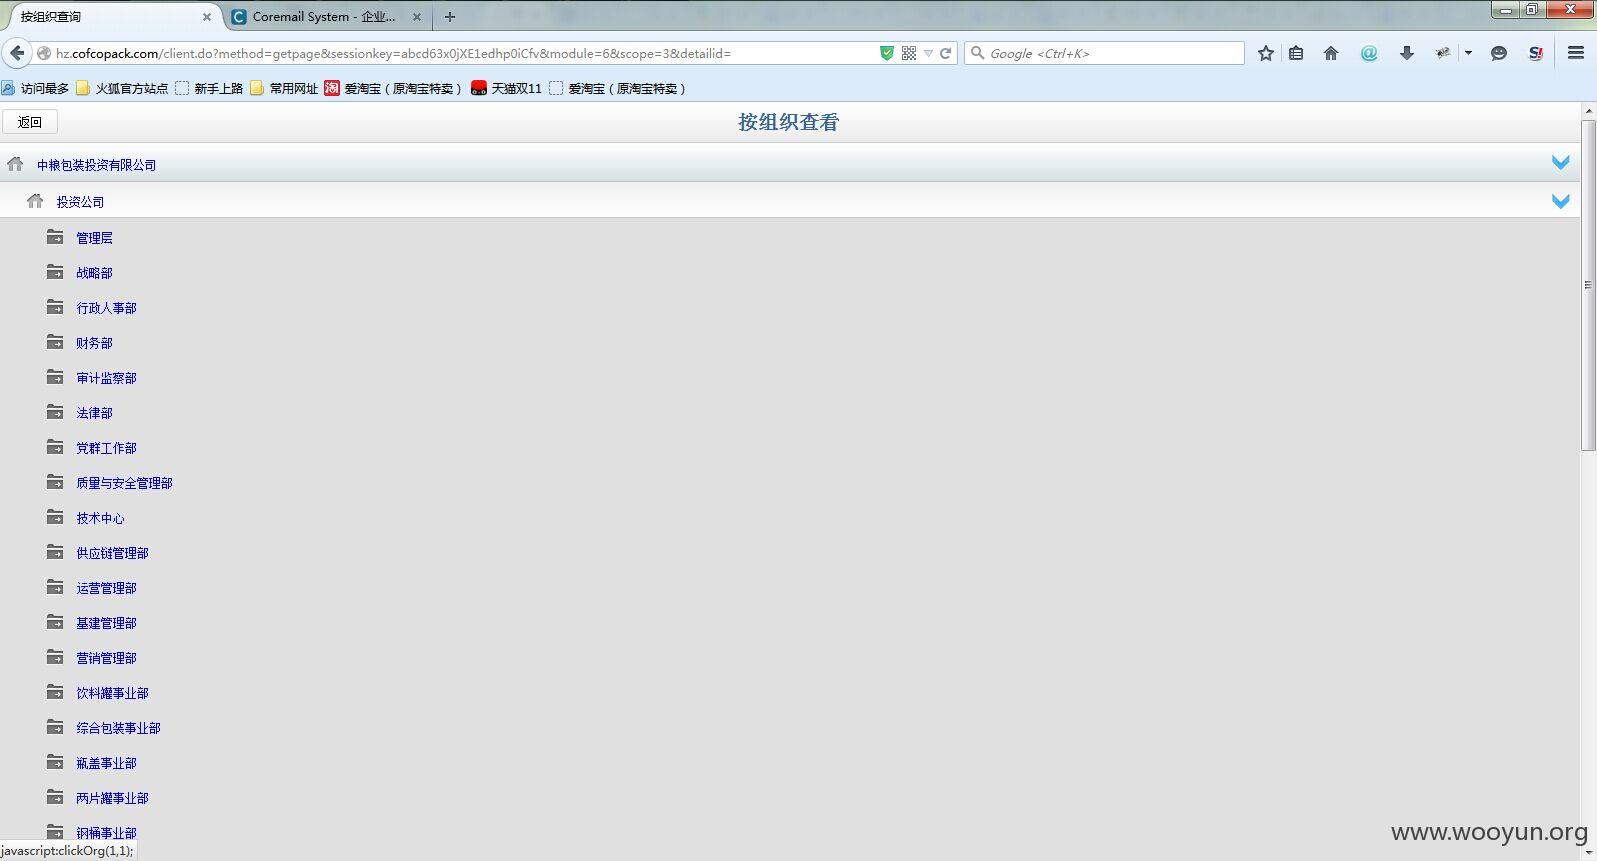 按组织查询
Coremail System - 企业...
hz.cofcopack.com/client.do?method=getpage&sessionkey=abcd63x0jXE1edhp0iCfv&module=6&scope=3&detailid=
Google <Ctrl+K>
访问最多 火狐官方站点 新手上路 常用网址 淘 爱淘宝（原淘宝特卖） 天猫双11 爱淘宝（原淘宝特卖）
返回 按组织查看
中粮包装投资有限公司
投资公司
管理层
战略部
行政人事部
财务部
审计监察部
法律部
党群工作部
质量与安全管理部
技术中心
供应链管理部
运营管理部
基建管理部
营销管理部
饮料罐事业部
综合包装事业部
瓶盖事业部
两片罐事业部
钢桶事业部
www.wooyun.org
javascript:clickOrg(1,1);